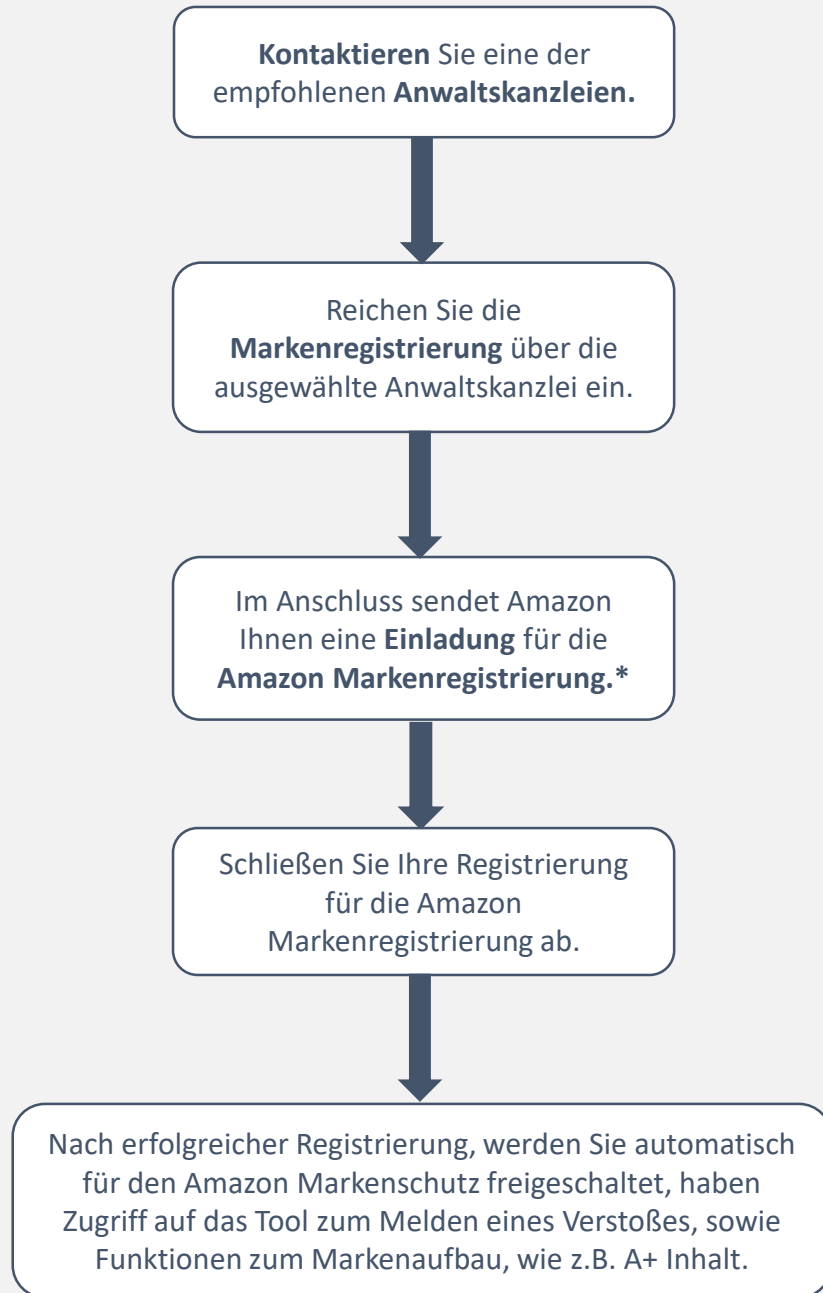 Kontaktieren Sie eine der
empfohlenen Anwaltskanzleien.
Reichen Sie die
Markenregistrierung über die
ausgewählte Anwaltskanzlei ein.
Im Anschluss sendet Amazon
Ihnen eine Einladung für die
Amazon Markenregistrierung.*
Schließen Sie Ihre Registrierung
für die Amazon
Markenregistrierung ab.
Nach erfolgreicher Registrierung, werden Sie automatisch
für den Amazon Markenschutz freigeschaltet, haben
Zugriff auf das Tool zum Melden eines Verstoßes, sowie
Funktionen zum Markenaufbau, wie z.B. A+ Inhalt.